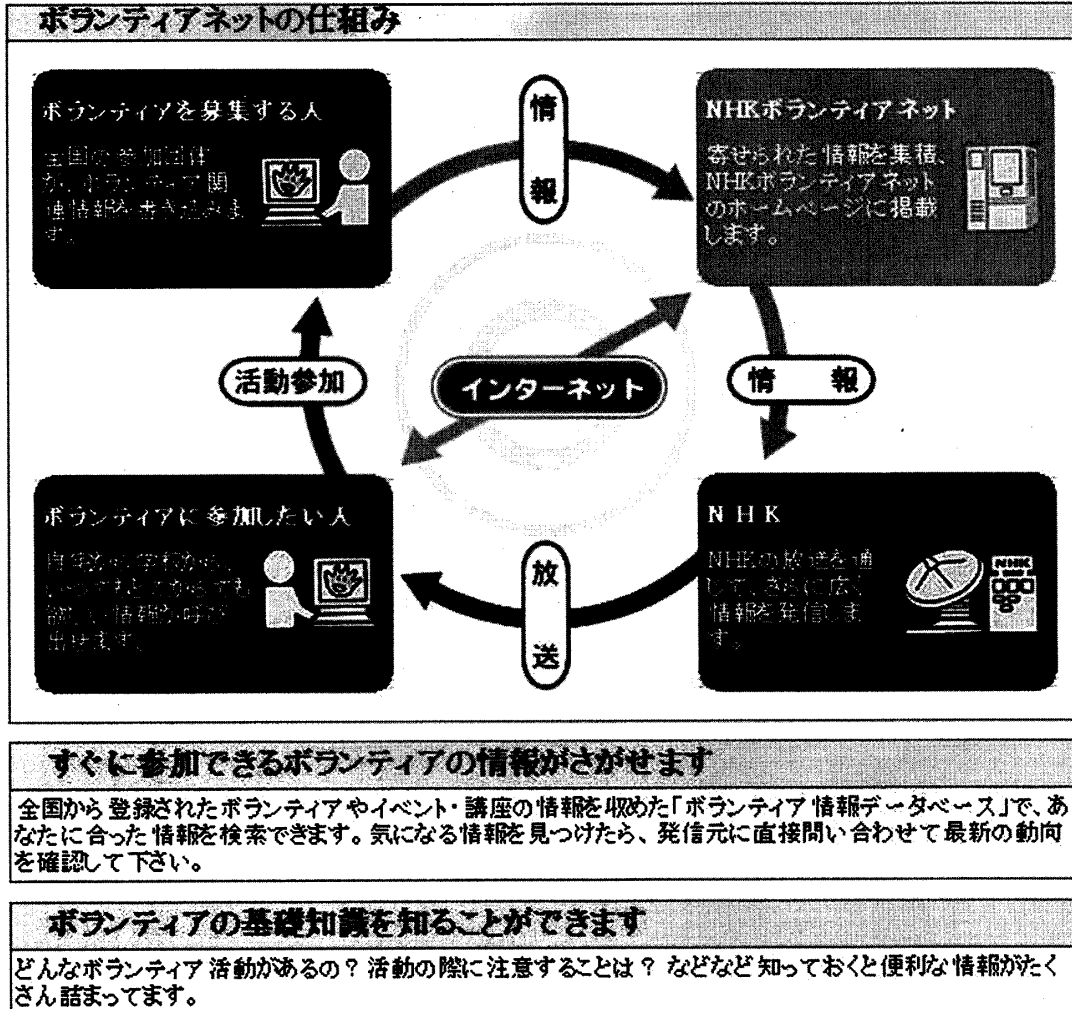 ボランティアネットの仕組み
ボランティアを募集する人
全国の参加団体
が、ボランティア関
連情報を書き込みま
す。
情報
NHKボランティアネット
寄せられた情報を集積、
NHKボランティアネット
のホームページに掲載
します。
活動参加
インターネット
情報
ボランティアに参加したい人
いつでもどこからでも
出せます。
放送
NHK
NHKの放送を通
じて、さらに広く
情報を発信しま
す。
NHK
すぐに参加できるボランティアの情報がさがせます
全国から登録されたボランティアやイベント・講座の情報を収めた「ボランティア情報データベース」で、あ
なたに合った情報を検索できます。気になる情報を見つけたら、発信元に直接問い合わせて最新の動向
を確認して下さい。
ボランティアの基礎知識を知ることができます
どんなボランティア活動があるの？活動の際に注意することは？などなど知っておくと便利な情報がたく
さん詰まってます。